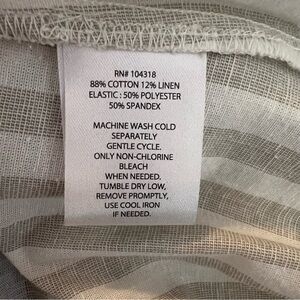 RN# 104318
88% COTTON 12% LINEN
ELASTIC : 50% POLYESTER
50% SPANDEX
MACHINE WASH COLD
SEPARATELY
GENTLE CYCLE.
ONLY NON-CHLORINE
BLEACH
WHEN NEEDED.
TUMBLE DRY LOW,
REMOVE PROMPTLY,
USE COOL IRON
IF NEEDED.